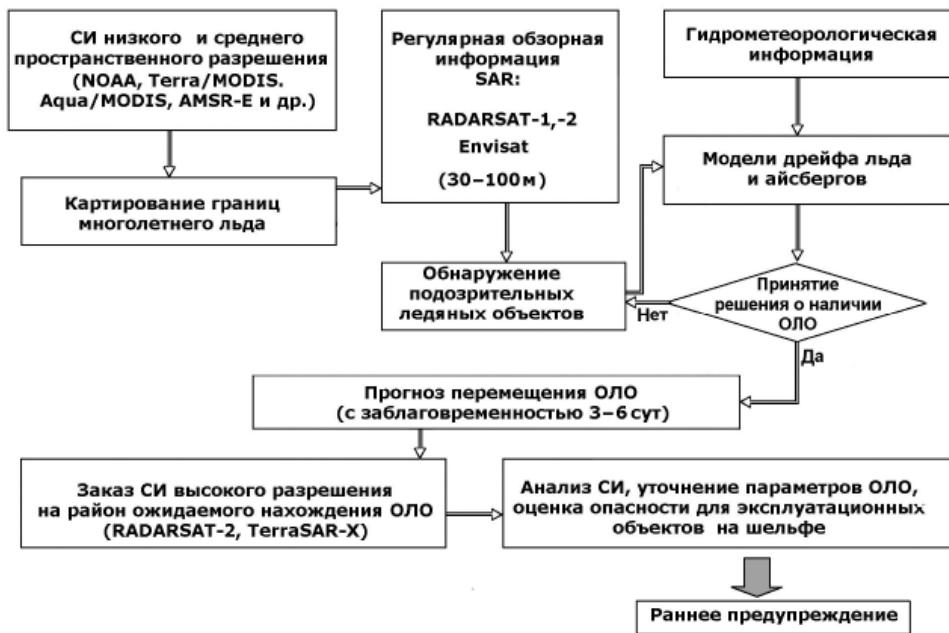 СИ низкого и среднего
пространственного разрешения
(NOAA, Terra/MODIS.
Aqua/MODIS, AMSR-E и др.)
Картирование границ
многолетнего льда
Регулярная обзорная
информация
SAR:
RADARSAT-1,-2
Envisat
(30–100м)
Обнаружение
подозрительных
ледяных объектов
Гидрометеорологическая
информация
Модели дрейфа льда
и айсбергов
Принятие
решения о наличии
ОЛО
Нет
Да
Прогноз перемещения ОЛО
(с заблаговременностью 3–6 сут)
Заказ СИ высокого разрешения
на район ожидаемого нахождения ОЛО
(RADARSAT-2, TerraSAR-X)
Анализ СИ, уточнение параметров ОЛО,
оценка опасности для эксплуатационных
объектов на шельфе
Раннее предупреждение